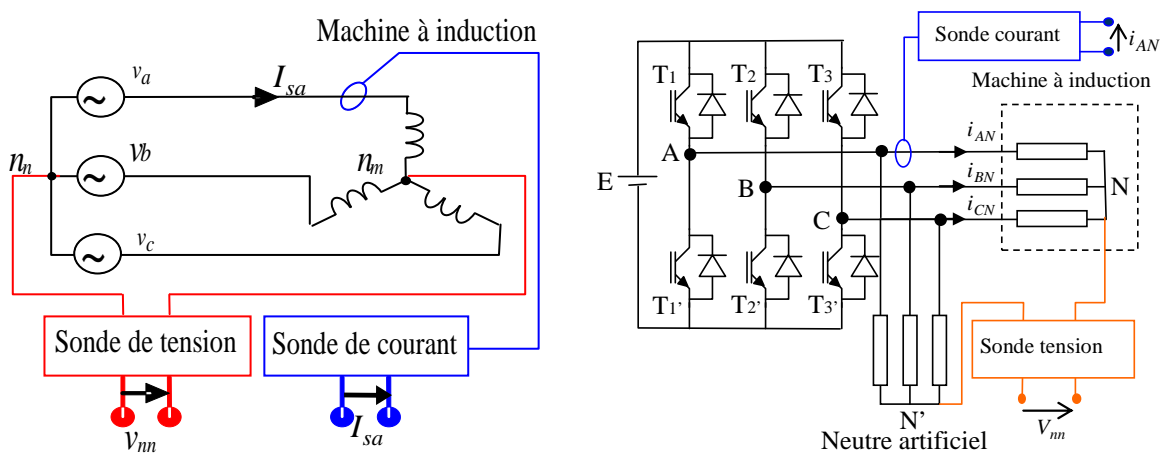 Machine à induction
v_a
I_sa
n_n
vb
n_m
v_c
Sonde de tension
Sonde de courant
v_nn
I_sa
Sonde courant
i_AN
T1
T2
T3
Machine à induction
A
i_AN
E
B
i_BN
N
C
i_CN
T1'
T2'
T3'
Sonde tension
N'
V_nn
Neutre artificiel